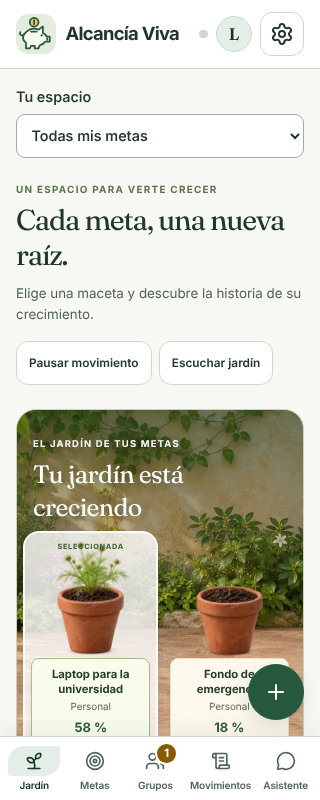 Alcancía Viva
L
Tu espacio
Todas mis metas
UN ESPACIO PARA VERTE CRECER
Cada meta, una nueva
raíz.
Elige una maceta y descubre la historia de su
crecimiento.
Pausar movimiento
Escuchar jardín
EL JARDÍN DE TUS METAS
Tu jardín está
creciendo
SELECCIONADA
Laptop para la
universidad
Personal
58 %
Fondo de
Personal
18 %
1
Jardín
Metas
Grupos
Movimientos
Asistente